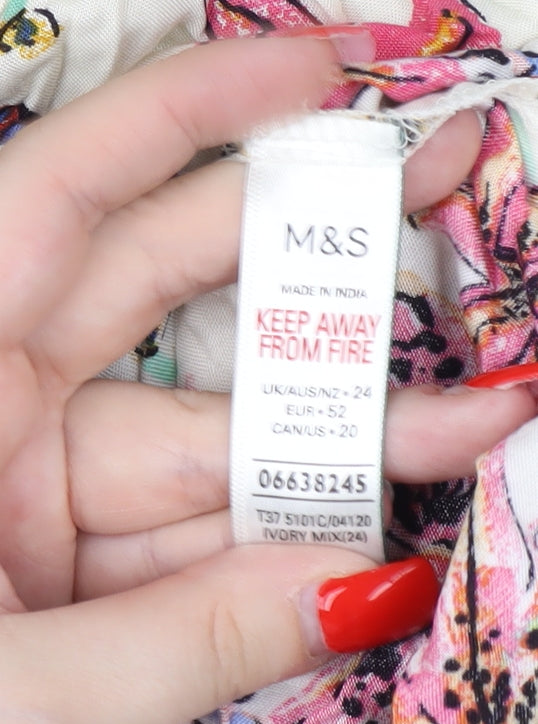 M&S
MADE IN INDIA
KEEP AWAY
FROM FIRE
UK/AUS/NZ • 24
EUR • 52
CAN/US • 20
06638245
T37 5101C/04120
IVORY MIX(24)